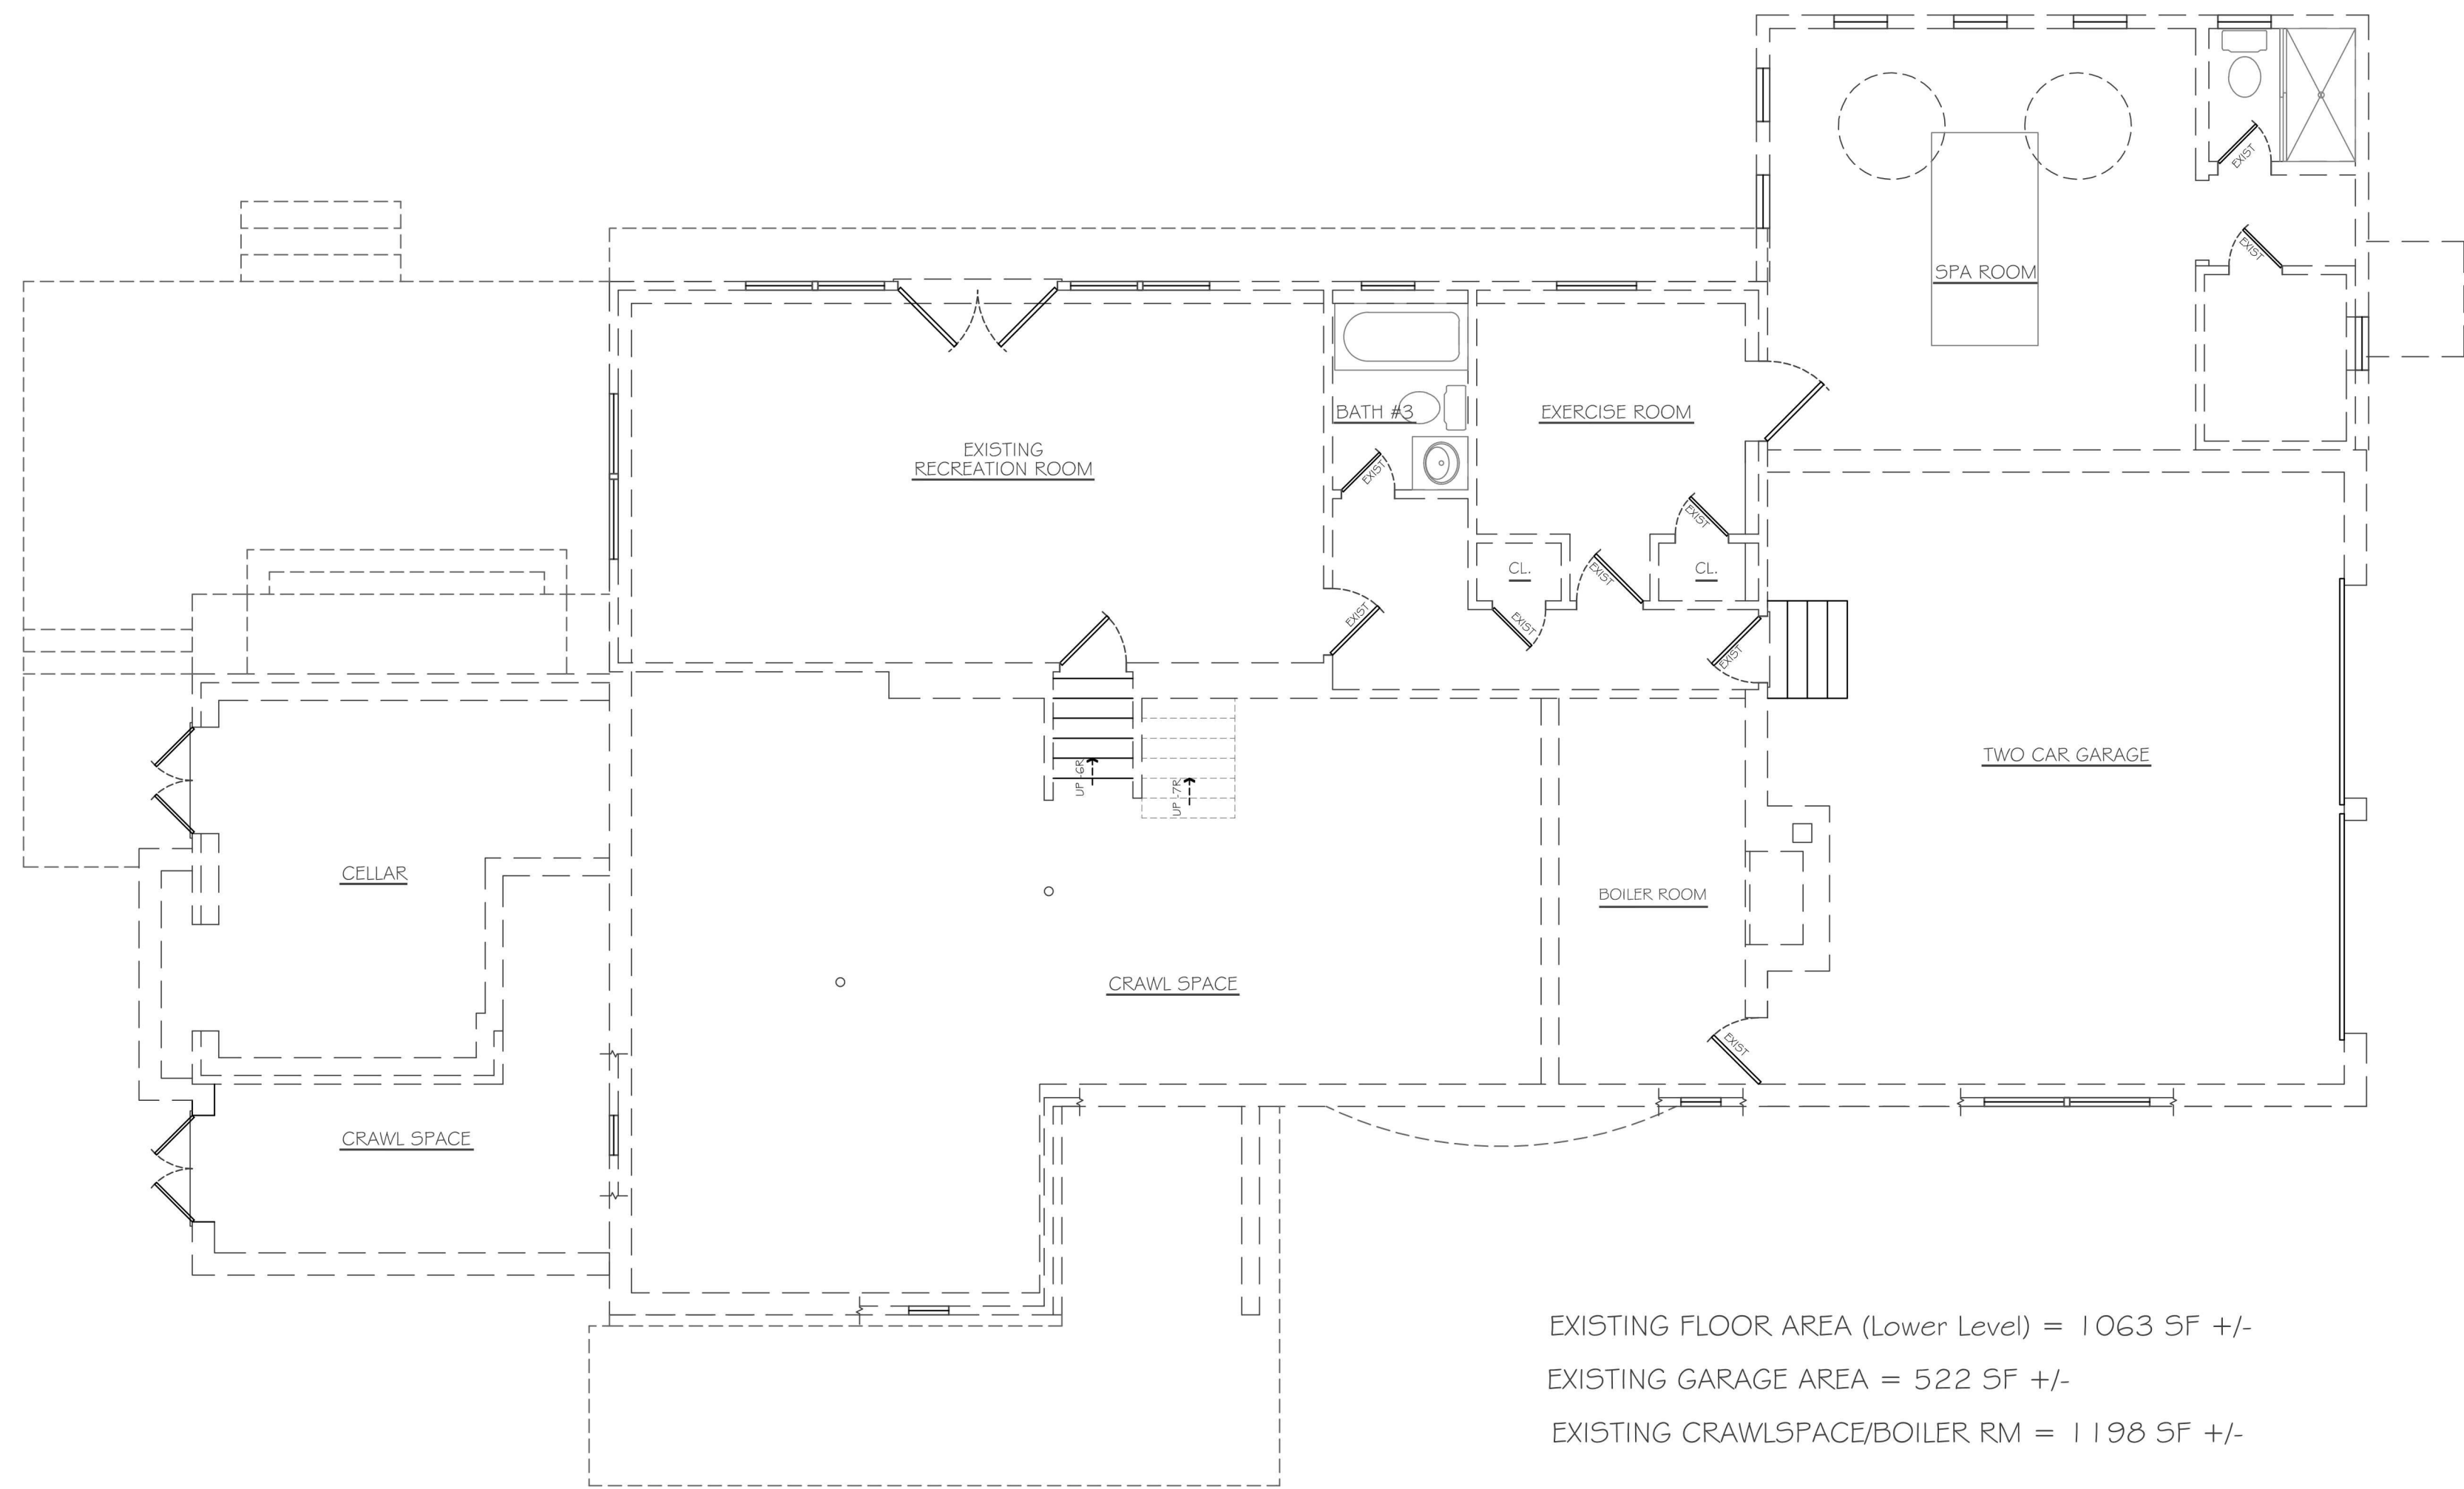 EXIST
EXIST
SPA ROOM
BATH #3
EXERCISE ROOM
EXISTING
RECREATION ROOM
EXIST
EXIST
CL.
EXIST
CL.
EXIST
EXIST
EXIST
TWO CAR GARAGE
UP -6R
UP -7R
CELLAR
BOILER ROOM
CRAWL SPACE
EXIST
CRAWL SPACE
EXISTING FLOOR AREA (Lower Level) = 1063 SF +/-
EXISTING GARAGE AREA = 522 SF +/-
EXISTING CRAWLSPACE/BOILER RM = 1198 SF +/-